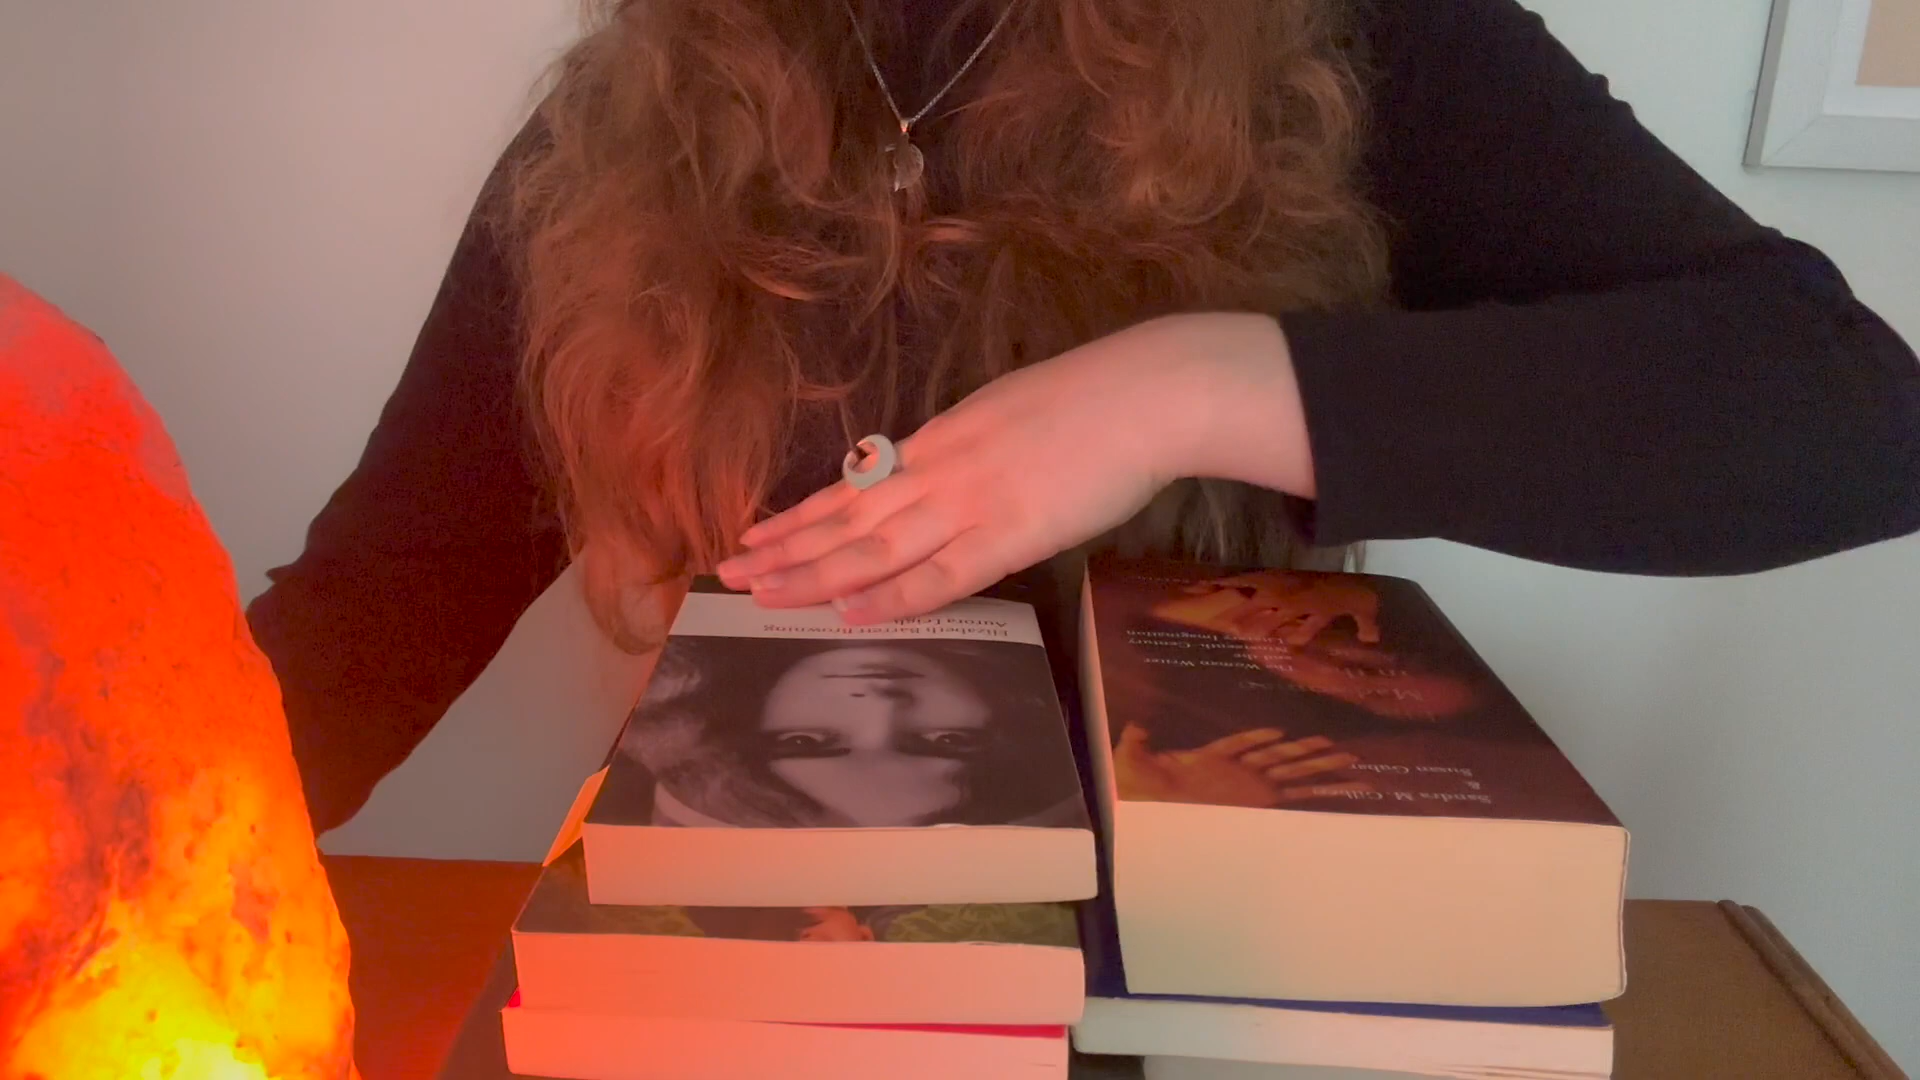 Elizabeth Barrett Browning
Aurora Leigh
Sandra M. Gilbert
&
Susan Gubar
The Woman Writer
and the
Nineteenth-Century
Literary Imagination